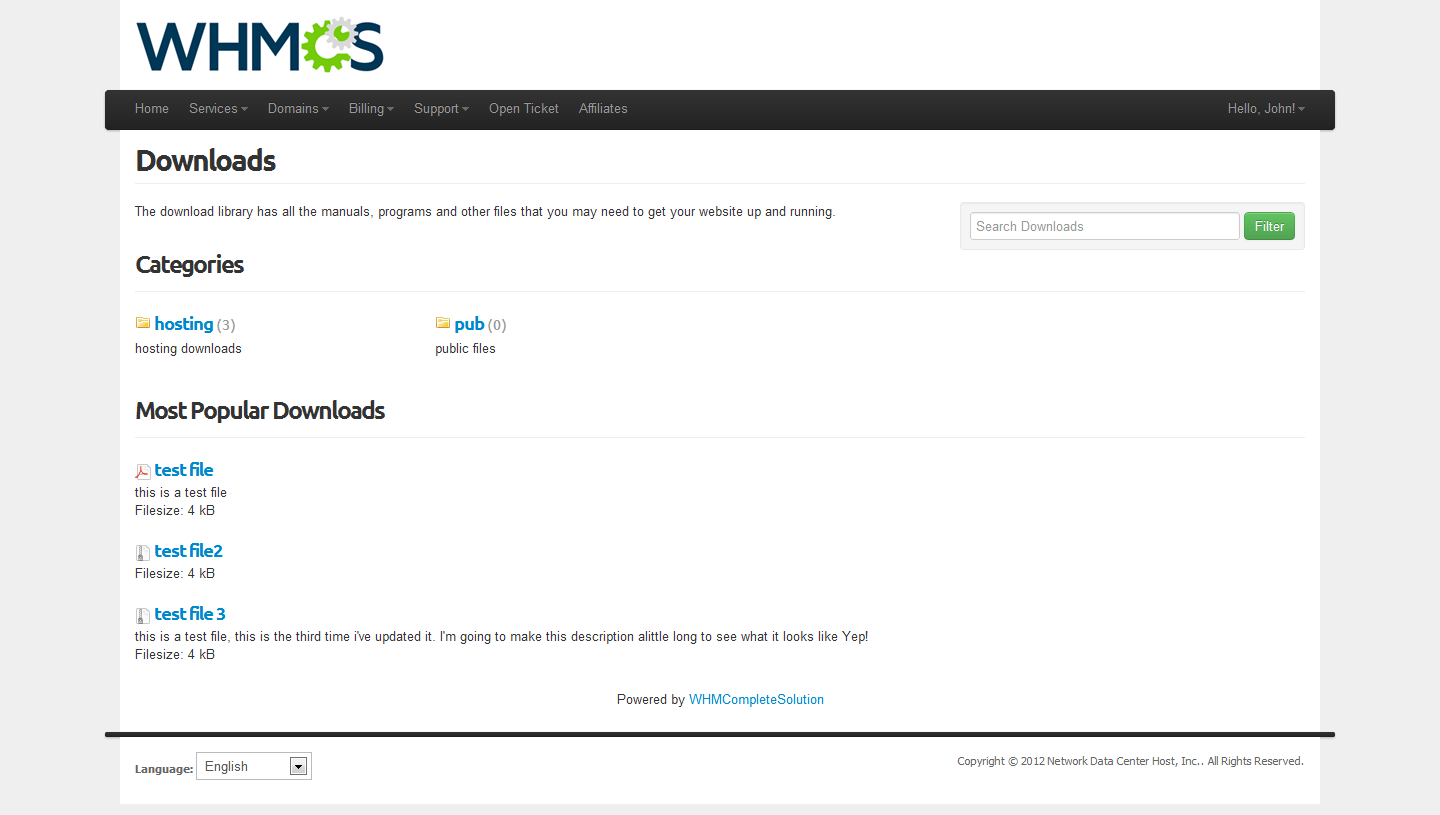 WHMCS
Home Services Domains Billing Support Open Ticket Affiliates Hello, John!
Downloads
The download library has all the manuals, programs and other files that you may need to get your website up and running.
Search Downloads Filter
Categories
hosting (3) pub (0)
hosting downloads public files
Most Popular Downloads
test file
this is a test file
Filesize: 4 kB
test file2
Filesize: 4 kB
test file 3
this is a test file, this is the third time i've updated it. I'm going to make this description alittle long to see what it looks like Yep!
Filesize: 4 kB
Powered by WHMCompleteSolution
Language: English
Copyright © 2012 Network Data Center Host, Inc.. All Rights Reserved.